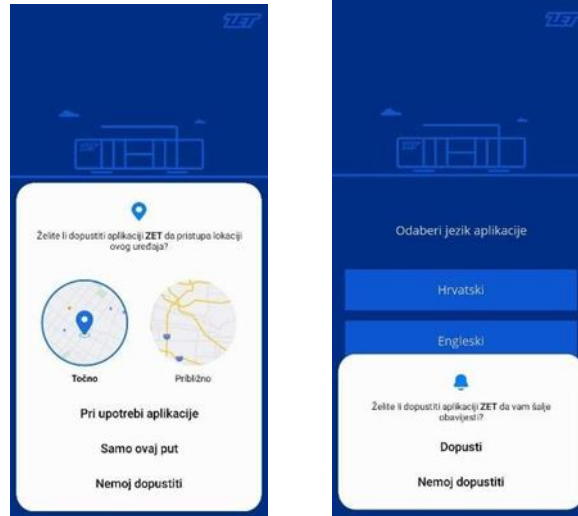 ZET
Želite li dopustiti aplikaciji ZET da pristupa lokaciji
ovog uređaja?
Točno
Približno
Pri upotrebi aplikacije
Samo ovaj put
Nemoj dopustiti
ZET
Odaberi jezik aplikacije
Hrvatski
Engleski
Želite li dopustiti aplikaciji ZET da vam šalje
obavijesti?
Dopusti
Nemoj dopustiti